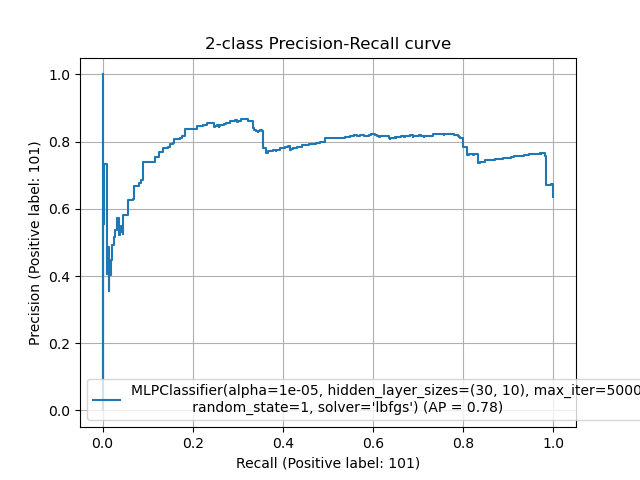 2-class Precision-Recall curve
1.0
0.8
0.6
0.4
0.2
0.0
Precision (Positive label: 101)
MLPClassifier(alpha=1e-05, hidden_layer_sizes=(30, 10), max_iter=5000
random_state=1, solver='lbfgs') (AP = 0.78)
0.0 0.2 0.4 0.6 0.8 1.0
Recall (Positive label: 101)